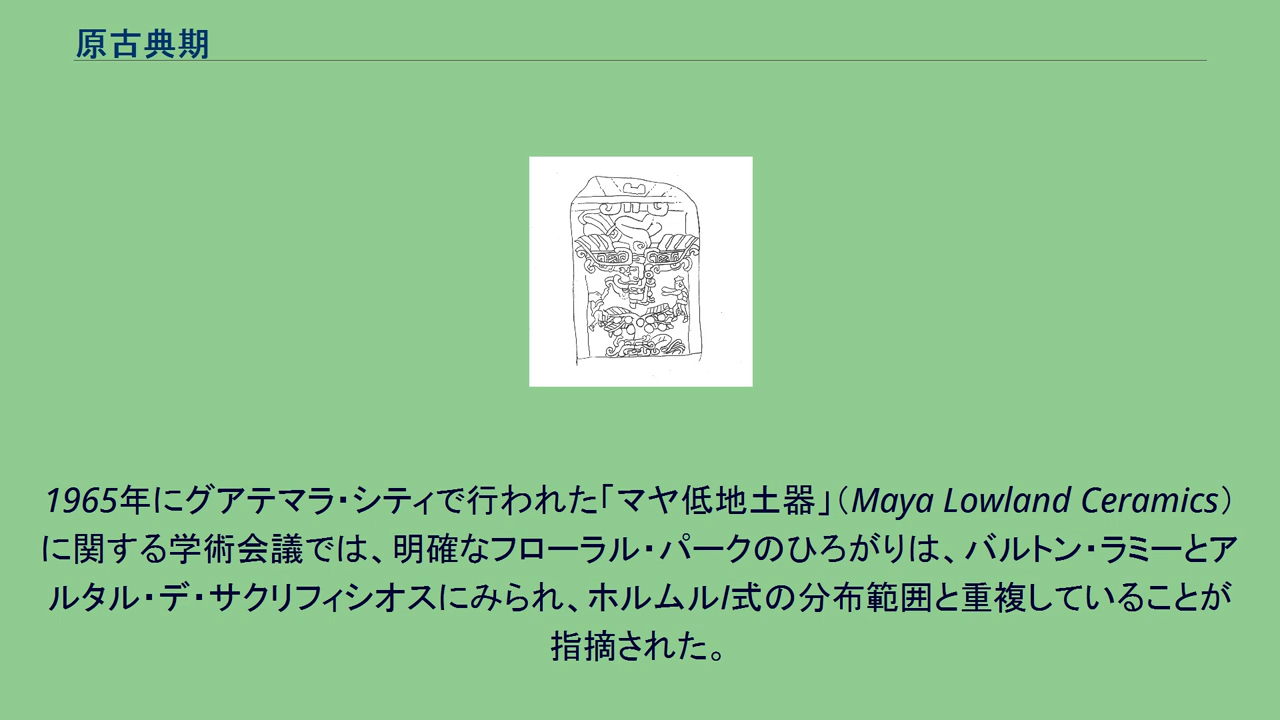 原古典期
1965年にグアテマラ・シティで行われた「マヤ低地土器」（Maya Lowland Ceramics）
に関する学術会議では、明確なフローラル・パークのひろがりは、バルトン・ラミーとア
ルタル・デ・サクリフィシオスにみられ、ホルムルI式の分布範囲と重複していることが
指摘された。